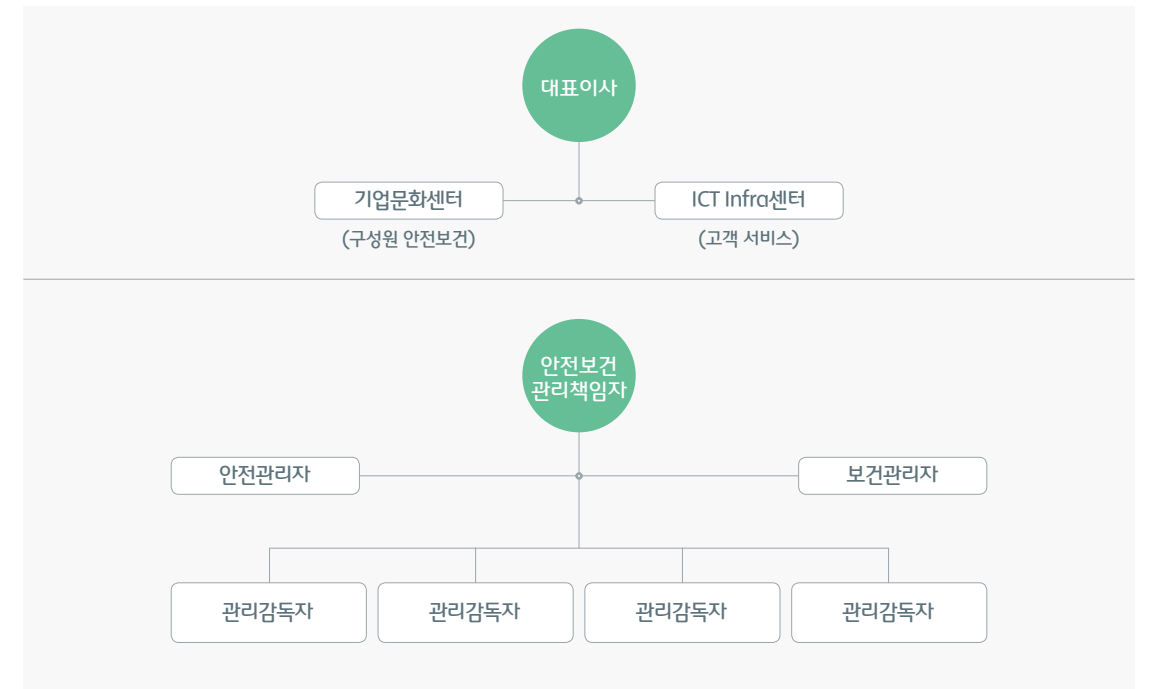 대표이사
기업문화센터
ICT Infra센터
(구성원 안전보건)
(고객 서비스)
안전보건
관리책임자
안전관리자
보건관리자
관리감독자
관리감독자
관리감독자
관리감독자